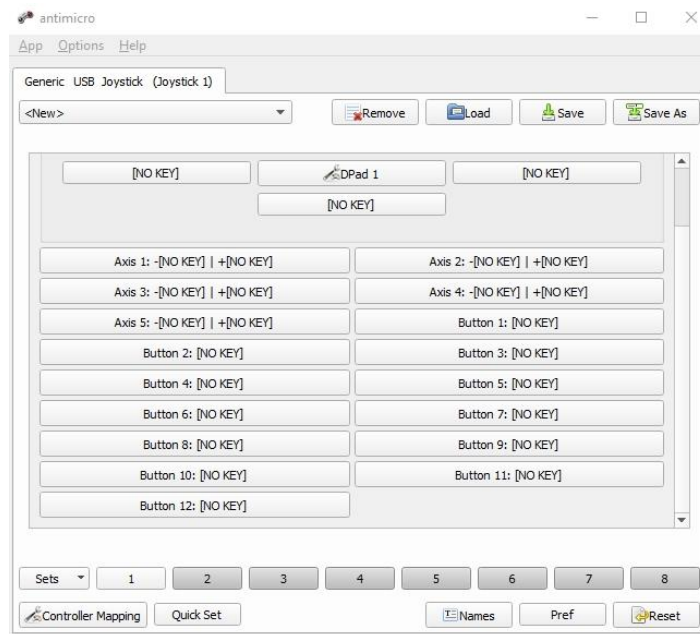 antimicro
App Options Help
Generic USB Joystick (Joystick 1)
<New> Remove Load Save Save As
[NO KEY] DPad 1 [NO KEY]
[NO KEY]
Axis 1: -[NO KEY] | +[NO KEY] Axis 2: -[NO KEY] | +[NO KEY]
Axis 3: -[NO KEY] | +[NO KEY] Axis 4: -[NO KEY] | +[NO KEY]
Axis 5: -[NO KEY] | +[NO KEY] Button 1: [NO KEY]
Button 2: [NO KEY] Button 3: [NO KEY]
Button 4: [NO KEY] Button 5: [NO KEY]
Button 6: [NO KEY] Button 7: [NO KEY]
Button 8: [NO KEY] Button 9: [NO KEY]
Button 10: [NO KEY] Button 11: [NO KEY]
Button 12: [NO KEY]
Sets 1 2 3 4 5 6 7 8
Controller Mapping Quick Set Names Pref Reset